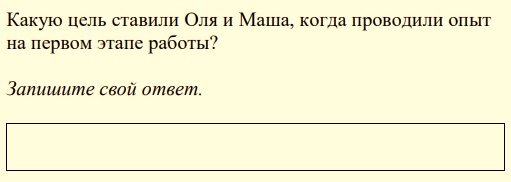 Какую цель ставили Оля и Маша, когда проводили опыт
на первом этапе работы?
Запишите свой ответ.